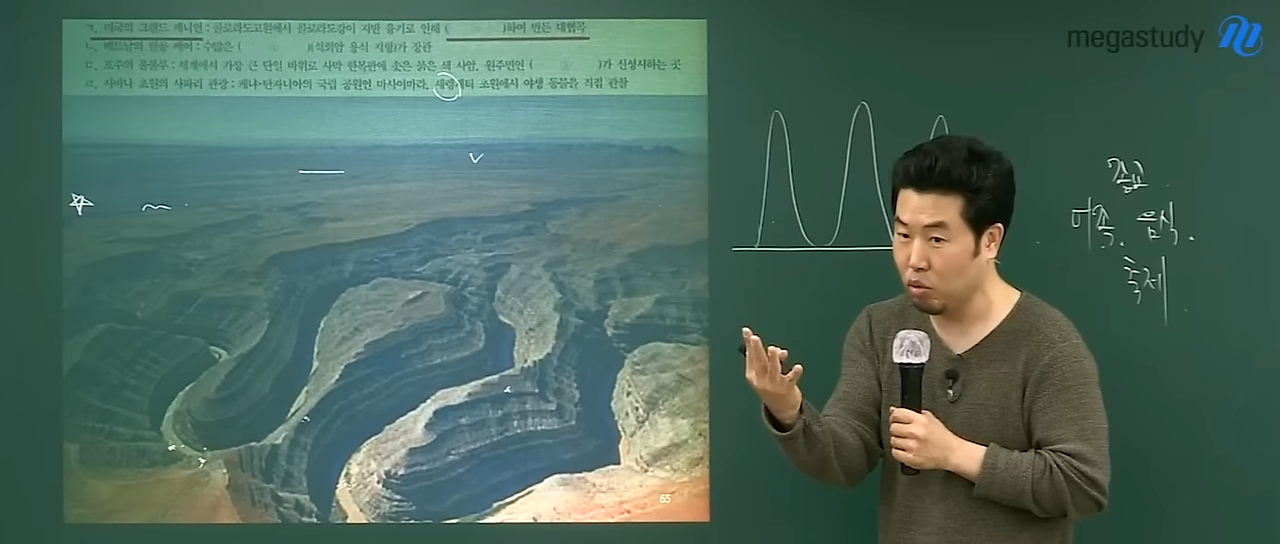 ㄱ. 미국의 그랜드 캐니언 : 콜로라도고원에서 콜로라도강이 지반 융기로 인해 ( )하여 만든 대협곡
ㄴ. 베트남의 할롱 베이 : 수많은 ( )(석회암 용식 지형)가 장관
ㄷ. 호주의 울룰루 : 세계에서 가장 큰 단일 바위로 사막 한복판에 솟은 붉은 색 사암. 원주민인 ( )가 신성시하는 곳
ㄹ. 사바나 초원의 사파리 관광 : 케냐·탄자니아의 국립 공원인 마사이마라, 세렝게티 초원에서 야생 동물을 직접 관찰
65
megastudy
종교
민족. 음식.
축제